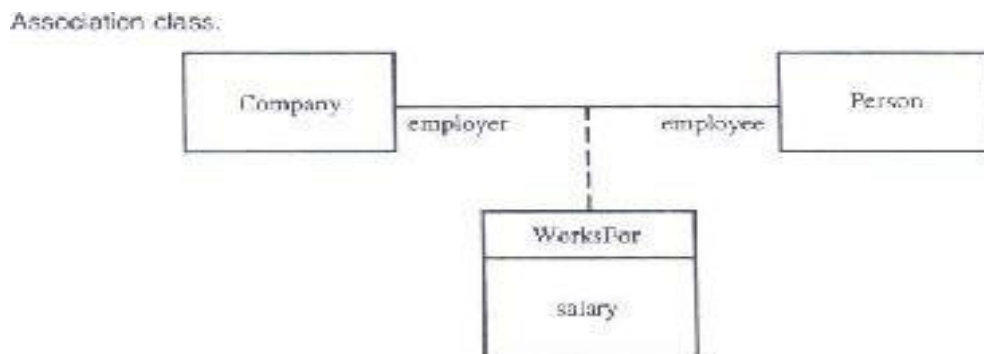 Association class.
Company
Person
employer
employee
WorksFor
salary